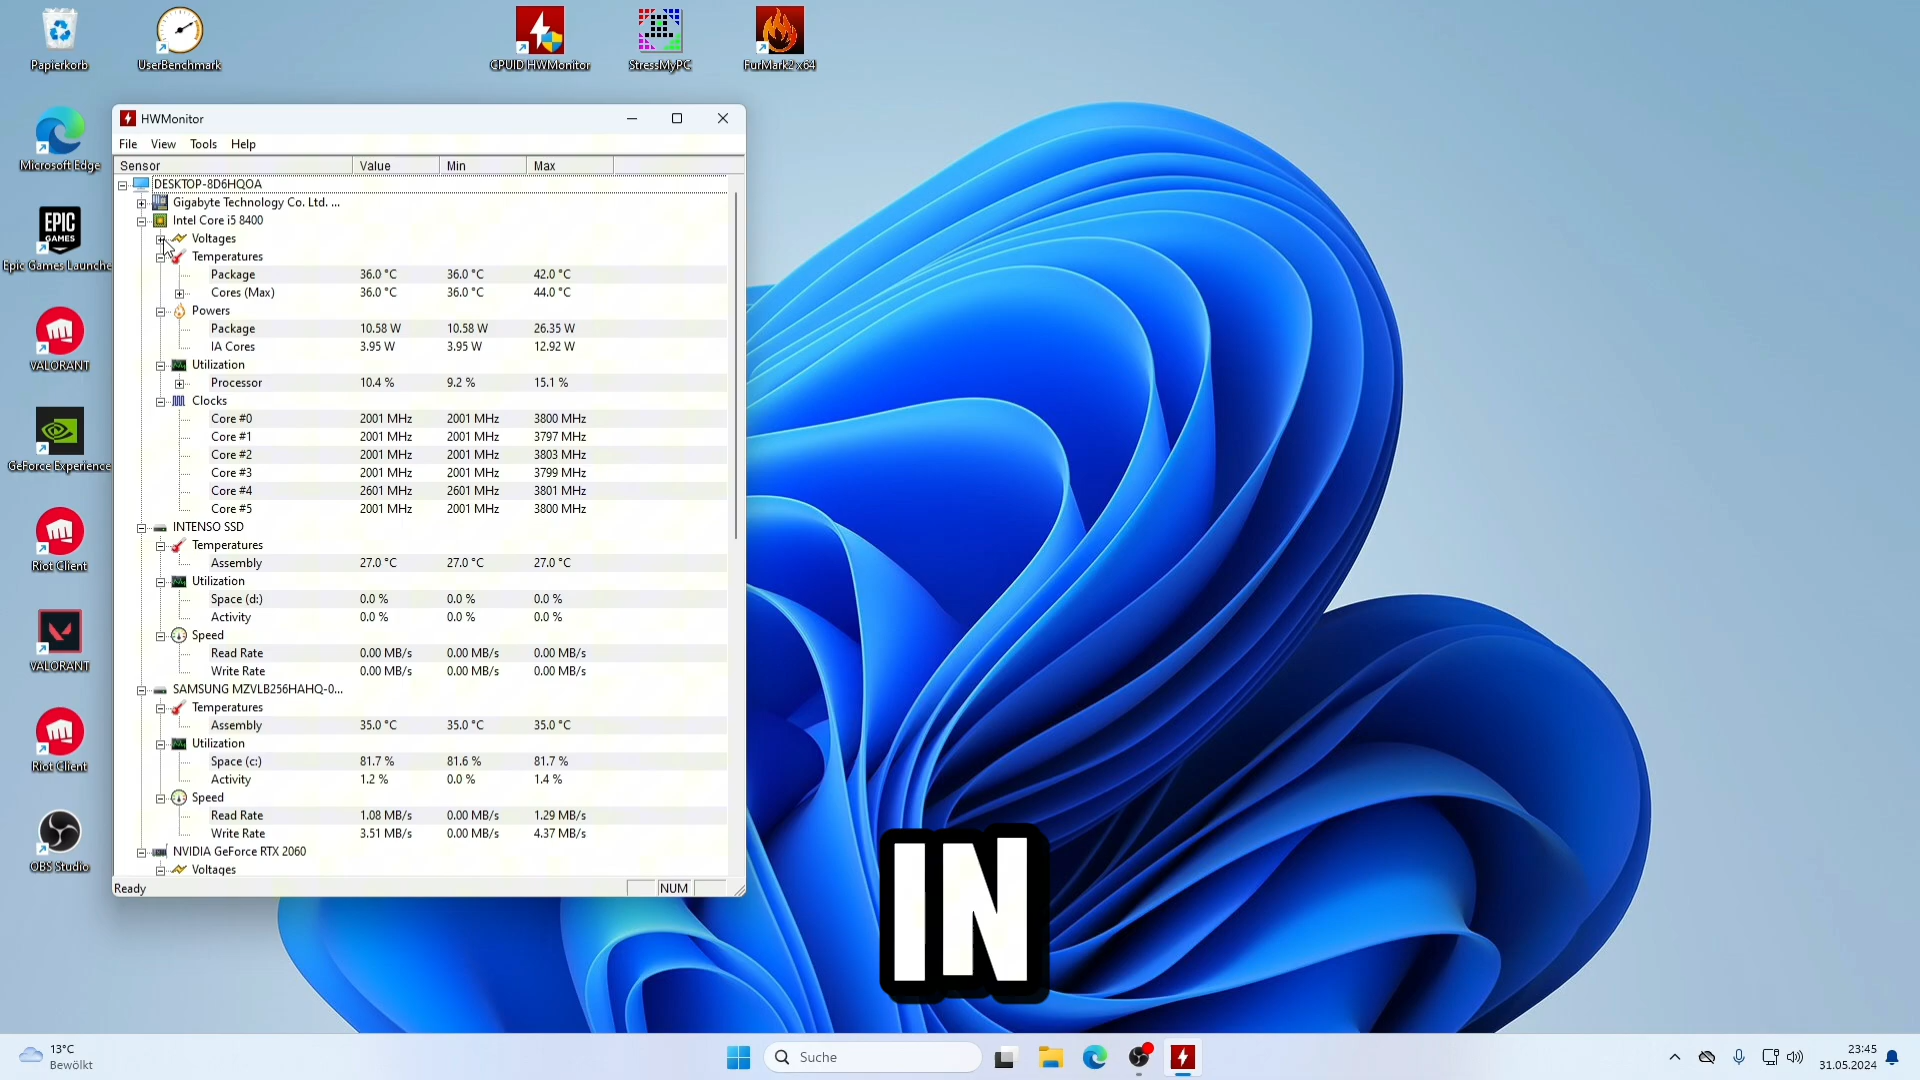 Papierkorb
UserBenchmark
CPUID HWMonitor
StressMyPC
FurMark2 x64
Microsoft Edge
EPIC
GAMES
Epic Games Launche
VALORANT
GeForce Experience
Riot Client
VALORANT
Riot Client
OBS Studio
HWMonitor
File View Tools Help
Sensor Value Min Max
DESKTOP-8D6HQOA
Gigabyte Technology Co. Ltd. ...
Intel Core i5 8400
Voltages
Temperatures
Package 36.0 °C 36.0 °C 42.0 °C
Cores (Max) 36.0 °C 36.0 °C 44.0 °C
Powers
Package 10.58 W 10.58 W 26.35 W
IA Cores 3.95 W 3.95 W 12.92 W
Utilization
Processor 10.4 % 9.2 % 15.1 %
Clocks
Core #0 2001 MHz 2001 MHz 3800 MHz
Core #1 2001 MHz 2001 MHz 3797 MHz
Core #2 2001 MHz 2001 MHz 3803 MHz
Core #3 2001 MHz 2001 MHz 3799 MHz
Core #4 2601 MHz 2601 MHz 3801 MHz
Core #5 2001 MHz 2001 MHz 3800 MHz
INTENSO SSD
Temperatures
Assembly 27.0 °C 27.0 °C 27.0 °C
Utilization
Space (d:) 0.0 % 0.0 % 0.0 %
Activity 0.0 % 0.0 % 0.0 %
Speed
Read Rate 0.00 MB/s 0.00 MB/s 0.00 MB/s
Write Rate 0.00 MB/s 0.00 MB/s 0.00 MB/s
SAMSUNG MZVLB256HAHQ-0...
Temperatures
Assembly 35.0 °C 35.0 °C 35.0 °C
Utilization
Space (c:) 81.7 % 81.6 % 81.7 %
Activity 1.2 % 0.0 % 1.4 %
Speed
Read Rate 1.08 MB/s 0.00 MB/s 1.29 MB/s
Write Rate 3.51 MB/s 0.00 MB/s 4.37 MB/s
NVIDIA GeForce RTX 2060
Voltages
Ready NUM
IN
13°C
Bewölkt
Suche
23:45
31.05.2024